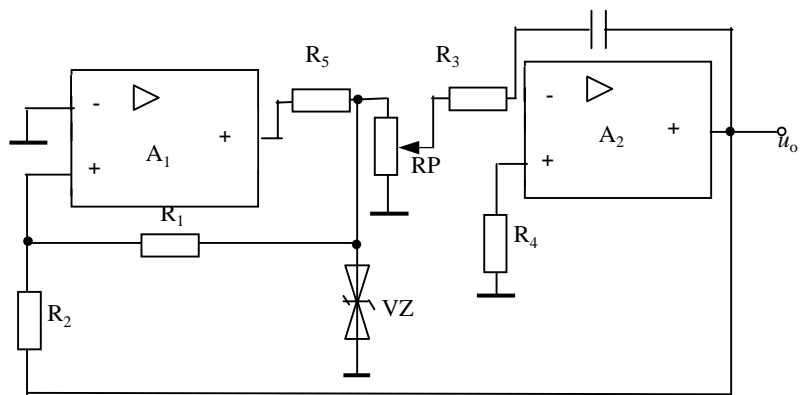 R5
R3
-
+
A1
+
RP
-
+
A2
+
uo
R1
R4
R2
VZ